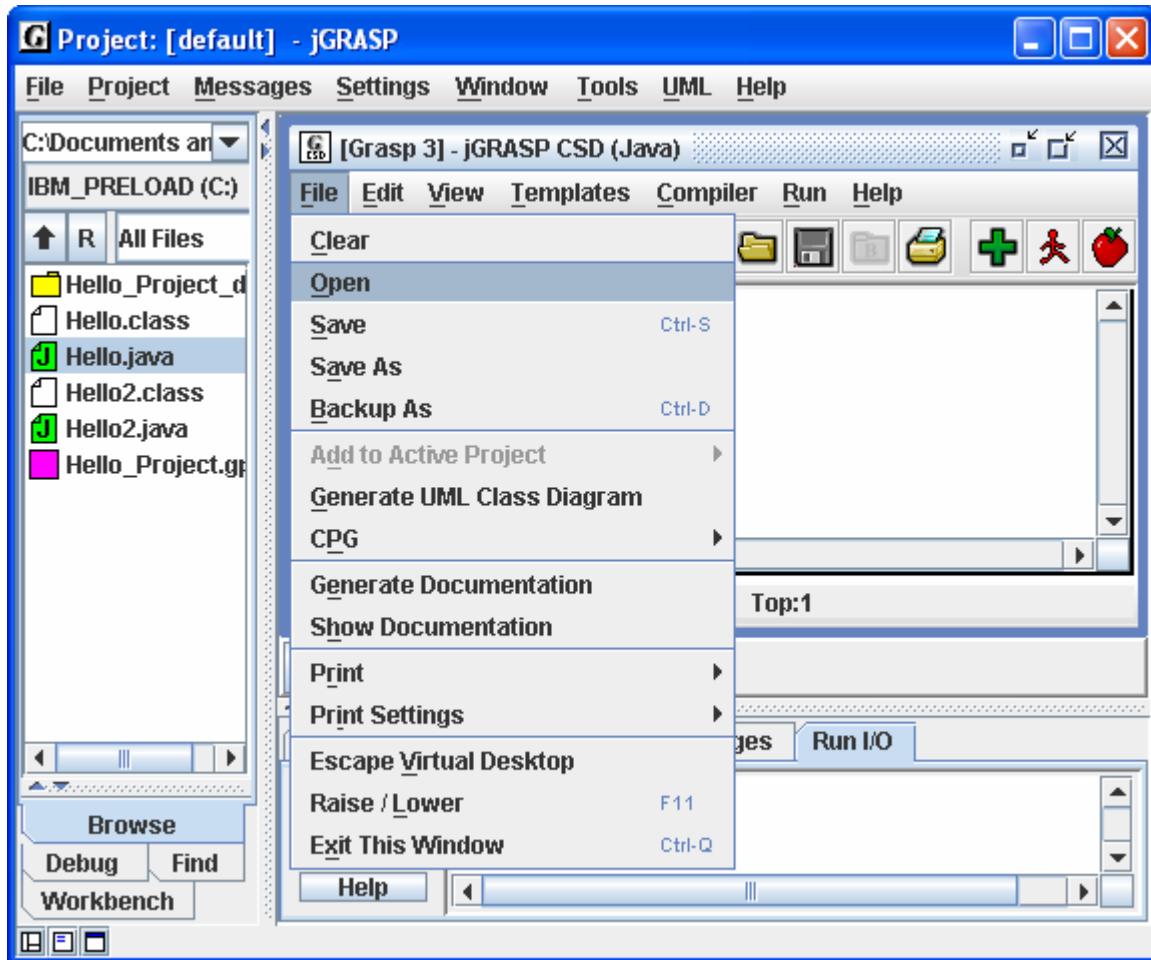 Project: [default] - jGRASP
File Project Messages Settings Window Tools UML Help
C:\Documents an
IBM_PRELOAD (C:)
R All Files
Hello_Project_d
Hello.class
Hello.java
Hello2.class
Hello2.java
Hello_Project.gp
Browse
Debug Find
Workbench
[Grasp 3] - jGRASP CSD (Java)
File Edit View Templates Compiler Run Help
Clear
Open
Save Ctrl-S
Save As
Backup As Ctrl-D
Add to Active Project
Generate UML Class Diagram
CPG
Generate Documentation
Show Documentation
Print
Print Settings
Escape Virtual Desktop
Raise / Lower F11
Exit This Window Ctrl-Q
Top:1
ges Run I/O
Help